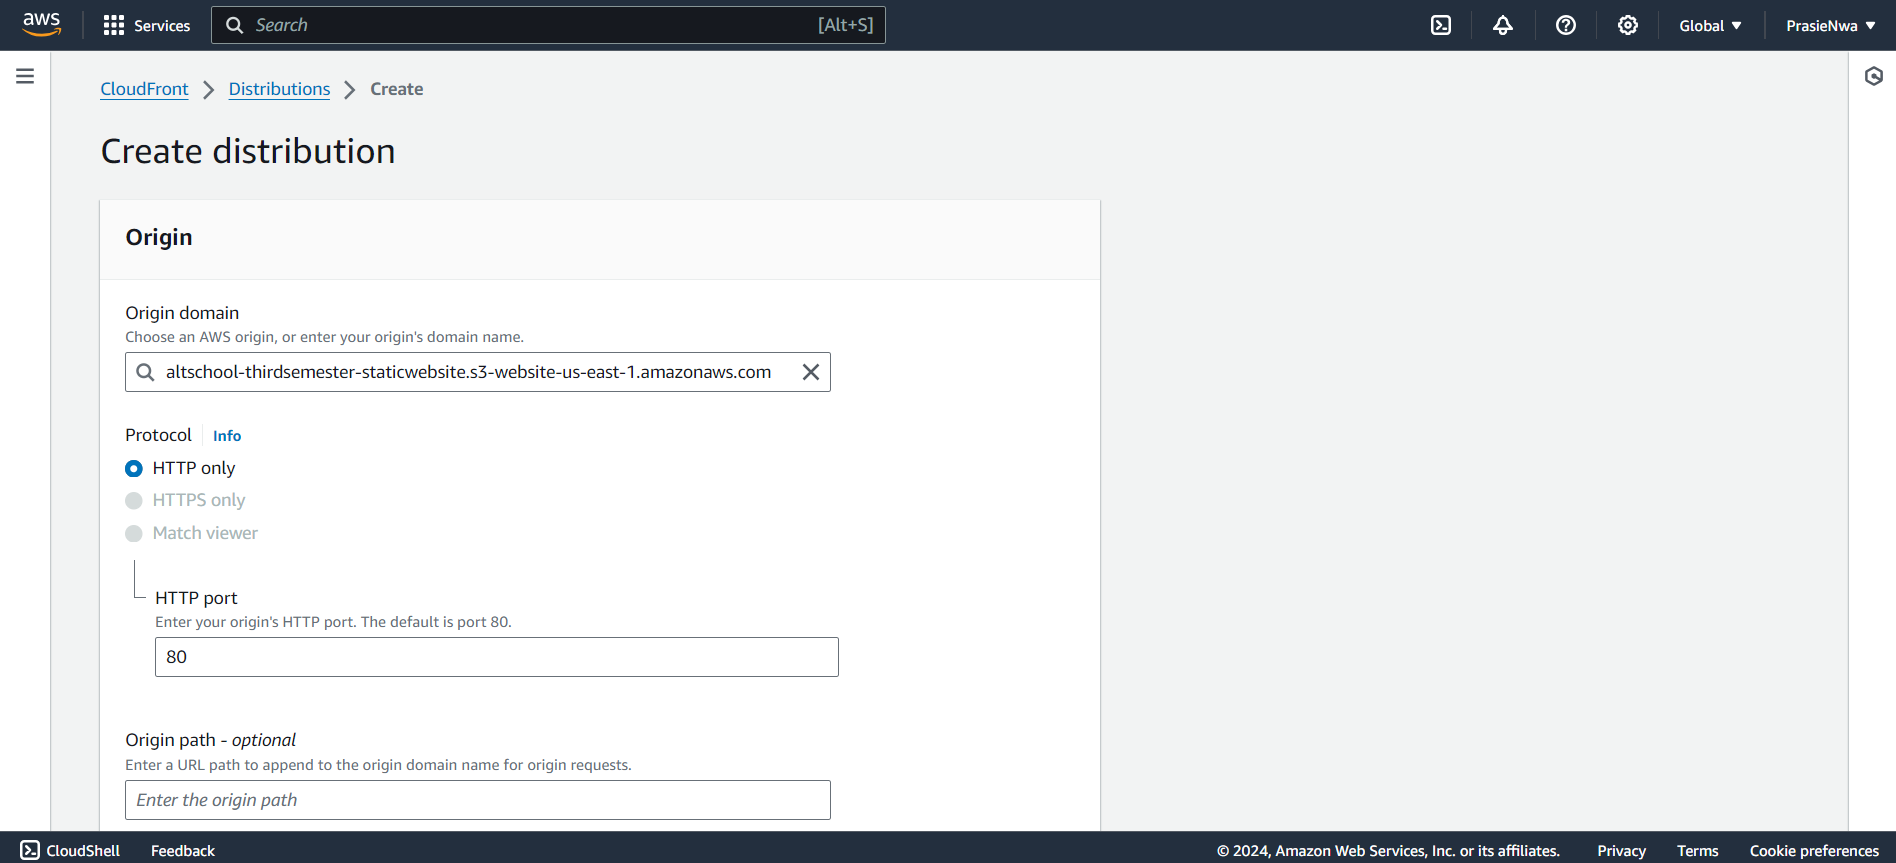 aws
Services
Search
[Alt+S]
Global
PrasieNwa
CloudFront
Distributions
Create
Create distribution
Origin
Origin domain
Choose an AWS origin, or enter your origin's domain name.
altschool-thirdsemester-staticwebsite.s3-website-us-east-1.amazonaws.com
Protocol
Info
HTTP only
HTTPS only
Match viewer
HTTP port
Enter your origin's HTTP port. The default is port 80.
80
Origin path - optional
Enter a URL path to append to the origin domain name for origin requests.
Enter the origin path
CloudShell
Feedback
© 2024, Amazon Web Services, Inc. or its affiliates.
Privacy
Terms
Cookie preferences